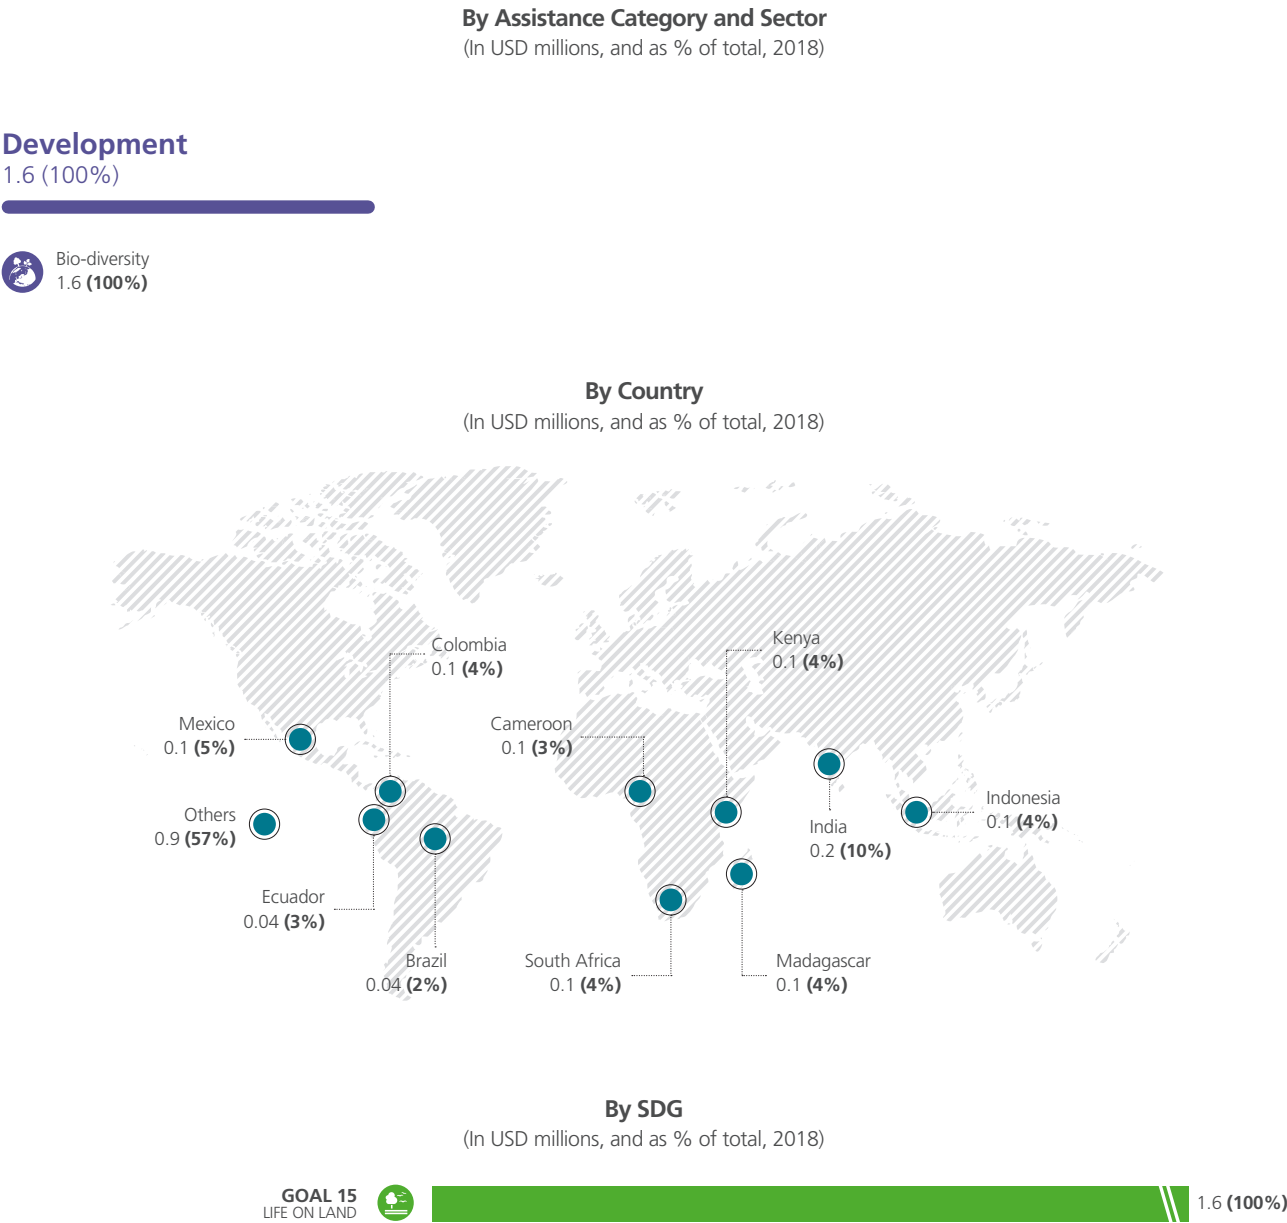 By Assistance Category and Sector
(In USD millions, and as % of total, 2018)
Development
1.6 (100%)
Bio-diversity
1.6 (100%)
By Country
(In USD millions, and as % of total, 2018)
Colombia
0.1 (4%)
Kenya
0.1 (4%)
Mexico
0.1 (5%)
Cameroon
0.1 (3%)
Others
0.9 (57%)
Indonesia
0.1 (4%)
India
0.2 (10%)
Ecuador
0.04 (3%)
Brazil
0.04 (2%)
South Africa
0.1 (4%)
Madagascar
0.1 (4%)
By SDG
(In USD millions, and as % of total, 2018)
GOAL 15
LIFE ON LAND
1.6 (100%)